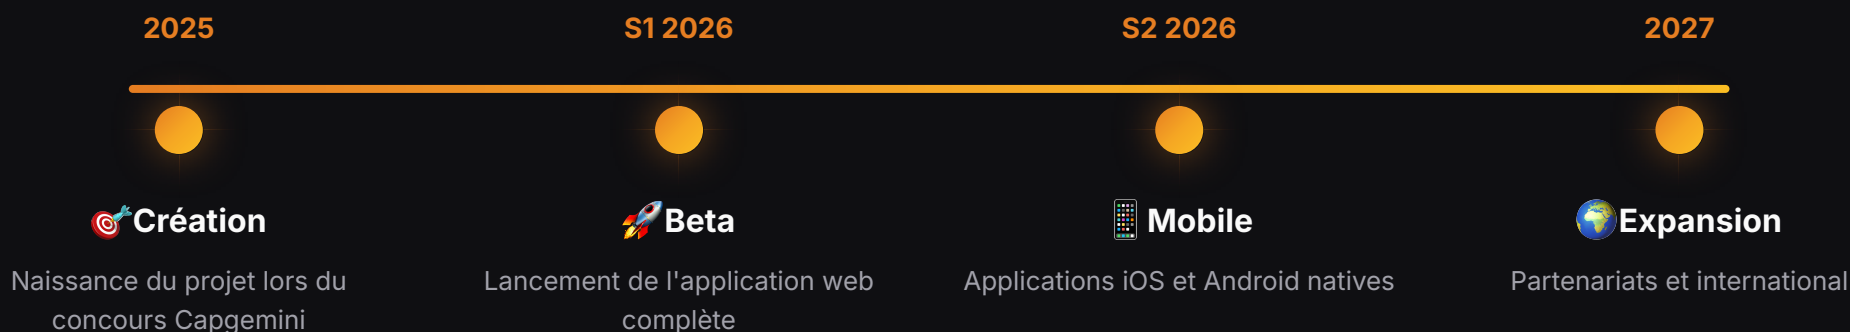 2025
S1 2026
S2 2026
2027
Création
Beta
Mobile
Expansion
Naissance du projet lors du
concours Capgemini
Lancement de l'application web
complète
Applications iOS et Android natives
Partenariats et international